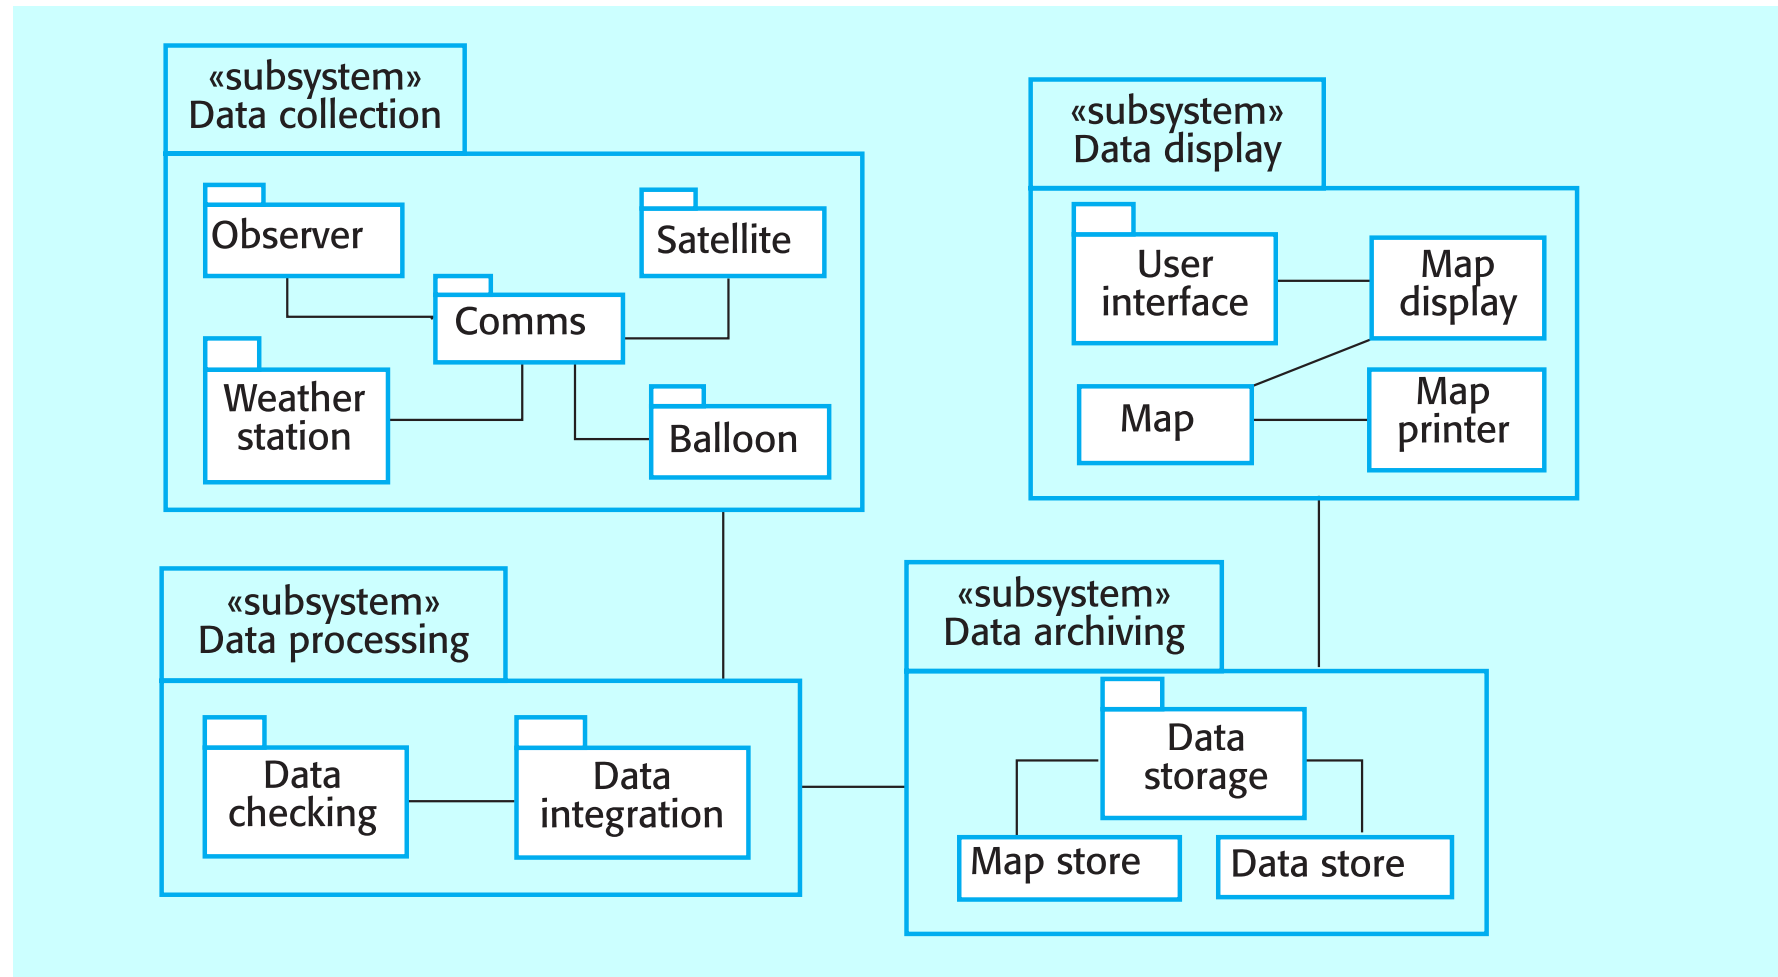 «subsystem»
Data collection
Observer
Satellite
Comms
Weather
station
Balloon
«subsystem»
Data display
User
interface
Map
display
Map
Map
printer
«subsystem»
Data processing
Data
checking
Data
integration
«subsystem»
Data archiving
Data
storage
Map store
Data store